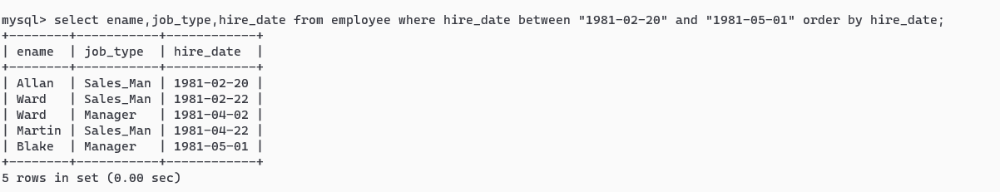 mysql> select ename,job_type,hire_date from employee where hire_date between "1981-02-20" and "1981-05-01" order by hire_date;
+--------+-----------+------------+
| ename  | job_type  | hire_date  |
+--------+-----------+------------+
| Allan  | Sales_Man | 1981-02-20 |
| Ward   | Sales_Man | 1981-02-22 |
| Ward   | Manager   | 1981-04-02 |
| Martin | Sales_Man | 1981-04-22 |
| Blake  | Manager   | 1981-05-01 |
+--------+-----------+------------+
5 rows in set (0.00 sec)